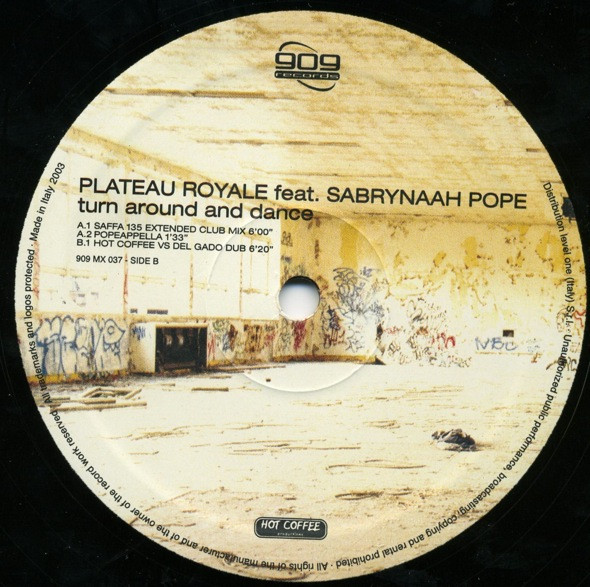 909
records
PLATEAU ROYALE feat. SABRYNAAH POPE
turn around and dance
A.1 SAFFA 135 EXTENDED CLUB MIX 6'00"
A.2 POPEAPPELLA 1'33"
B.1 HOT COFFEE VS DEL GADO DUB 6'20"
909 MX 037 - SIDE B
HOT COFFEE
Distribution level one (Italy) S.r.l. - Unauthorized public performance, broadcasting, copying and rental prohibited - All rights of the manufacturer and of the owner of the record work reserved. All trademarks and logos protected - Made in Italy 2003